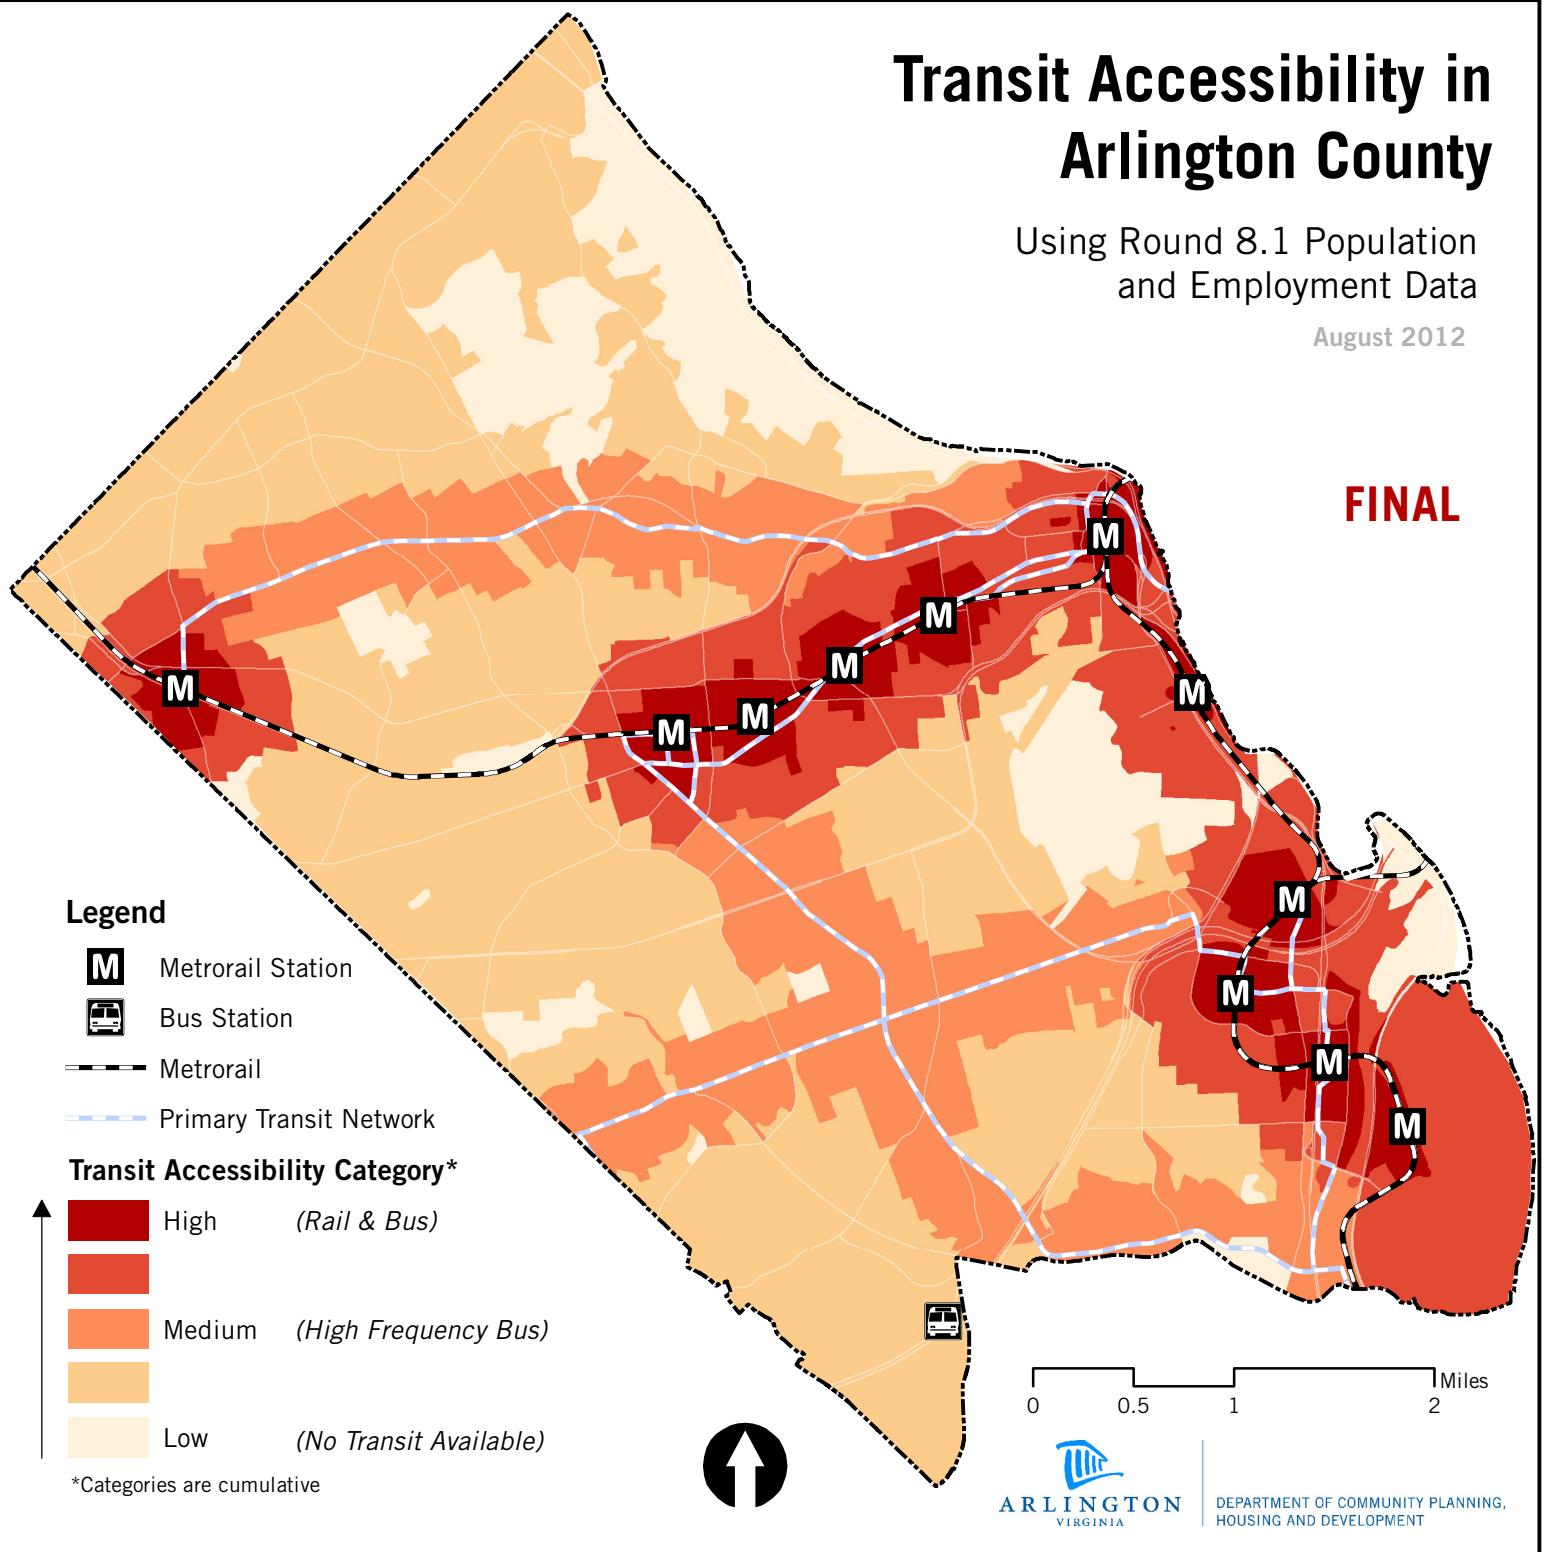 Transit Accessibility in
Arlington County
Using Round 8.1 Population
and Employment Data
August 2012
FINAL
M
M
M
M
M
M
M
M
M
M
M
Legend
M Metrorail Station
Bus Station
Metrorail
Primary Transit Network
Transit Accessibility Category*
High (Rail & Bus)
Medium (High Frequency Bus)
Low (No Transit Available)
*Categories are cumulative
Miles
0 0.5 1 2
ARLINGTON
VIRGINIA
DEPARTMENT OF COMMUNITY PLANNING,
HOUSING AND DEVELOPMENT